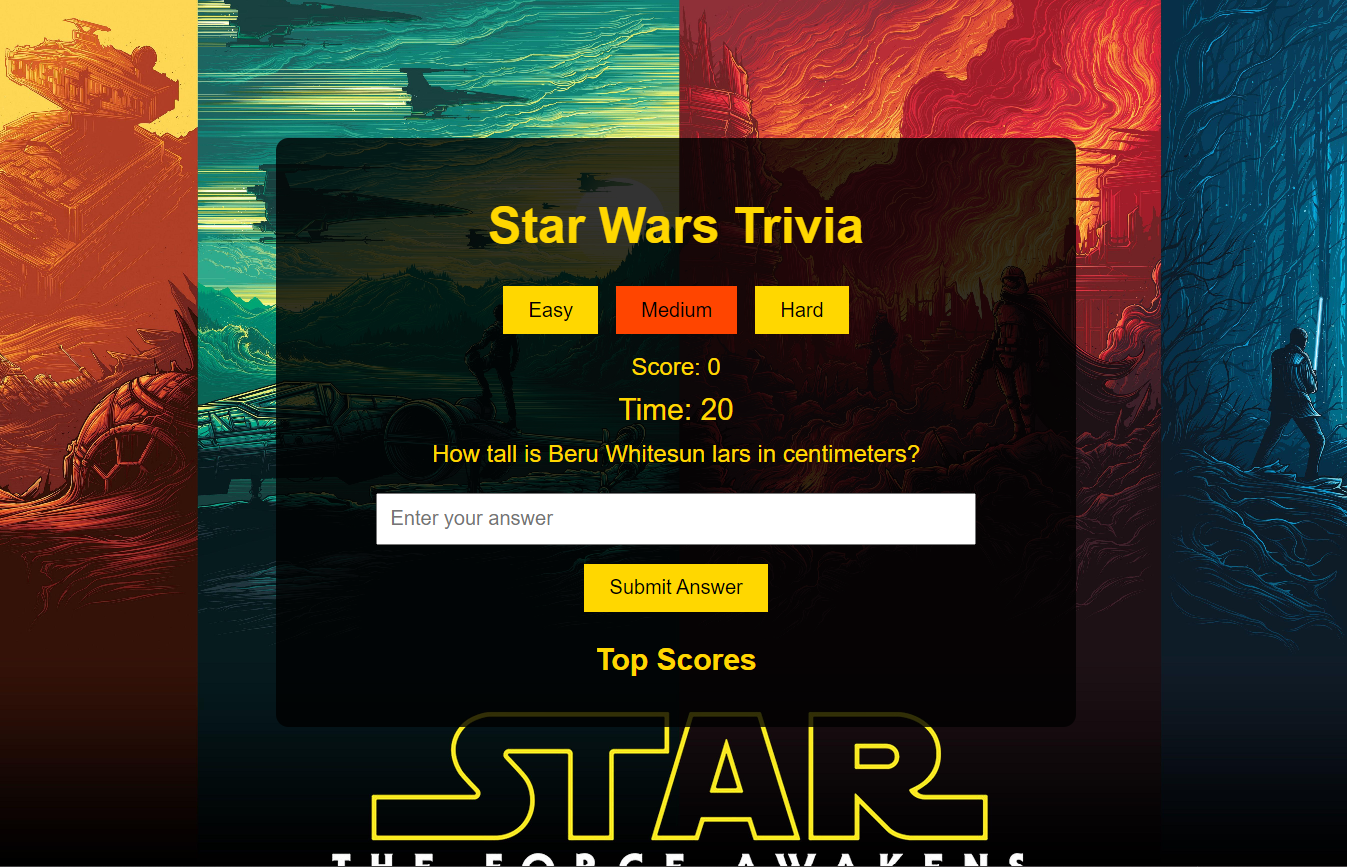 Star Wars Trivia
Easy Medium Hard
Score: 0
Time: 20
How tall is Beru Whitesun lars in centimeters?
Enter your answer
Submit Answer
Top Scores
STAR
THE FORCE AWAKENS